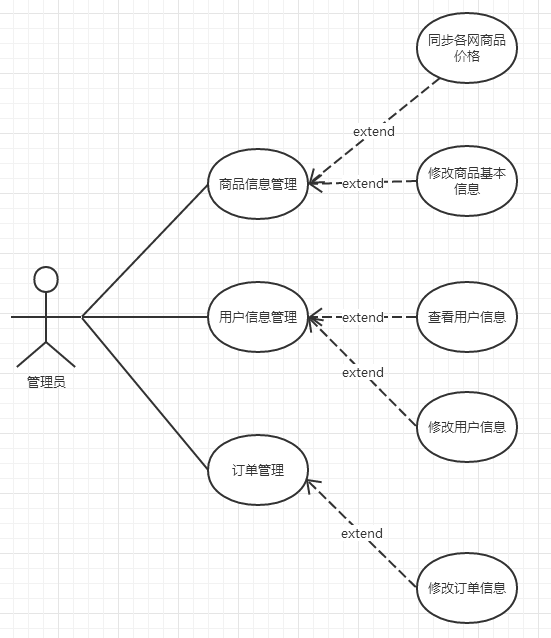 同步各网商品
价格
extend
修改商品基本
信息
extend
商品信息管理
用户信息管理
extend
查看用户信息
extend
管理员
修改用户信息
订单管理
extend
修改订单信息